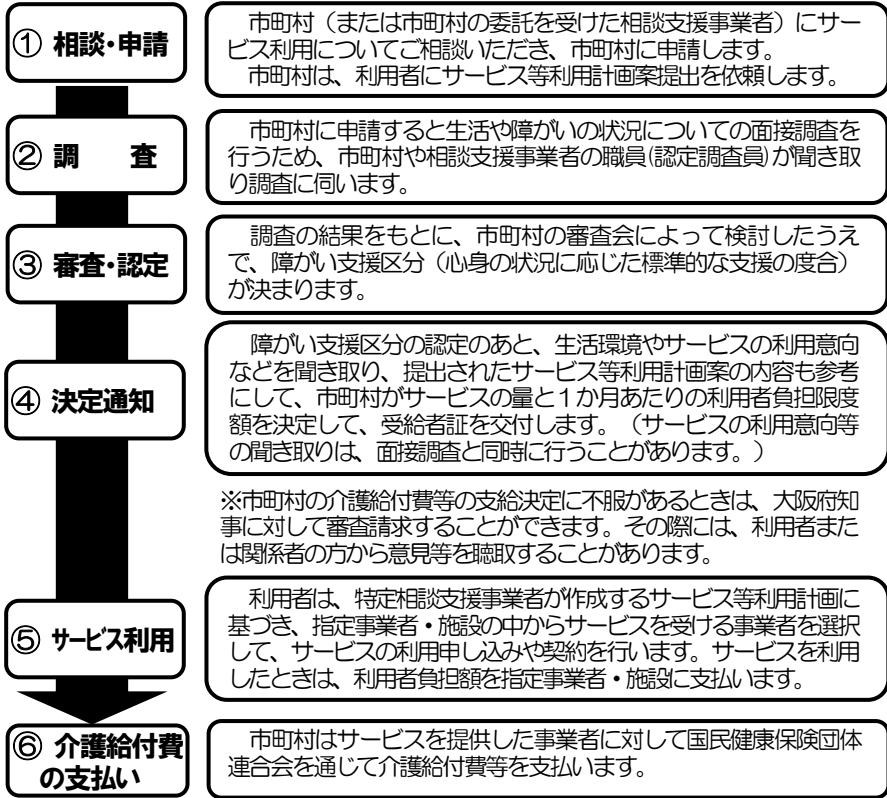 ① 相談・申請
　市町村（または市町村の委託を受けた相談支援事業者）にサー
ビス利用についてご相談いただき、市町村に申請します。
　市町村は、利用者にサービス等利用計画案提出を依頼します。
② 調　査
　市町村に申請すると生活や障がいの状況についての面接調査を
行うため、市町村や相談支援事業者の職員(認定調査員)が聞き取
り調査に伺います。
③ 審査・認定
　調査の結果をもとに、市町村の審査会によって検討したうえ
で、障がい支援区分（心身の状況に応じた標準的な支援の度合）
が決まります。
④ 決定通知
　障がい支援区分の認定のあと、生活環境やサービスの利用意向
などを聞き取り、提出されたサービス等利用計画案の内容も参考
にして、市町村がサービスの量と１か月あたりの利用者負担限度
額を決定して、受給者証を交付します。（サービスの利用意向等
の聞き取りは、面接調査と同時に行うことがあります。）
※市町村の介護給付費等の支給決定に不服があるときは、大阪府知
事に対して審査請求することができます。その際には、利用者また
は関係者の方から意見等を聴取することがあります。
⑤ サービス利用
　利用者は、特定相談支援事業者が作成するサービス等利用計画に
基づき、指定事業者・施設の中からサービスを受ける事業者を選択
して、サービスの利用申し込みや契約を行います。サービスを利用
したときは、利用者負担額を指定事業者・施設に支払います。
⑥ 介護給付費
の支払い
　市町村はサービスを提供した事業者に対して国民健康保険団体
連合会を通じて介護給付費等を支払います。